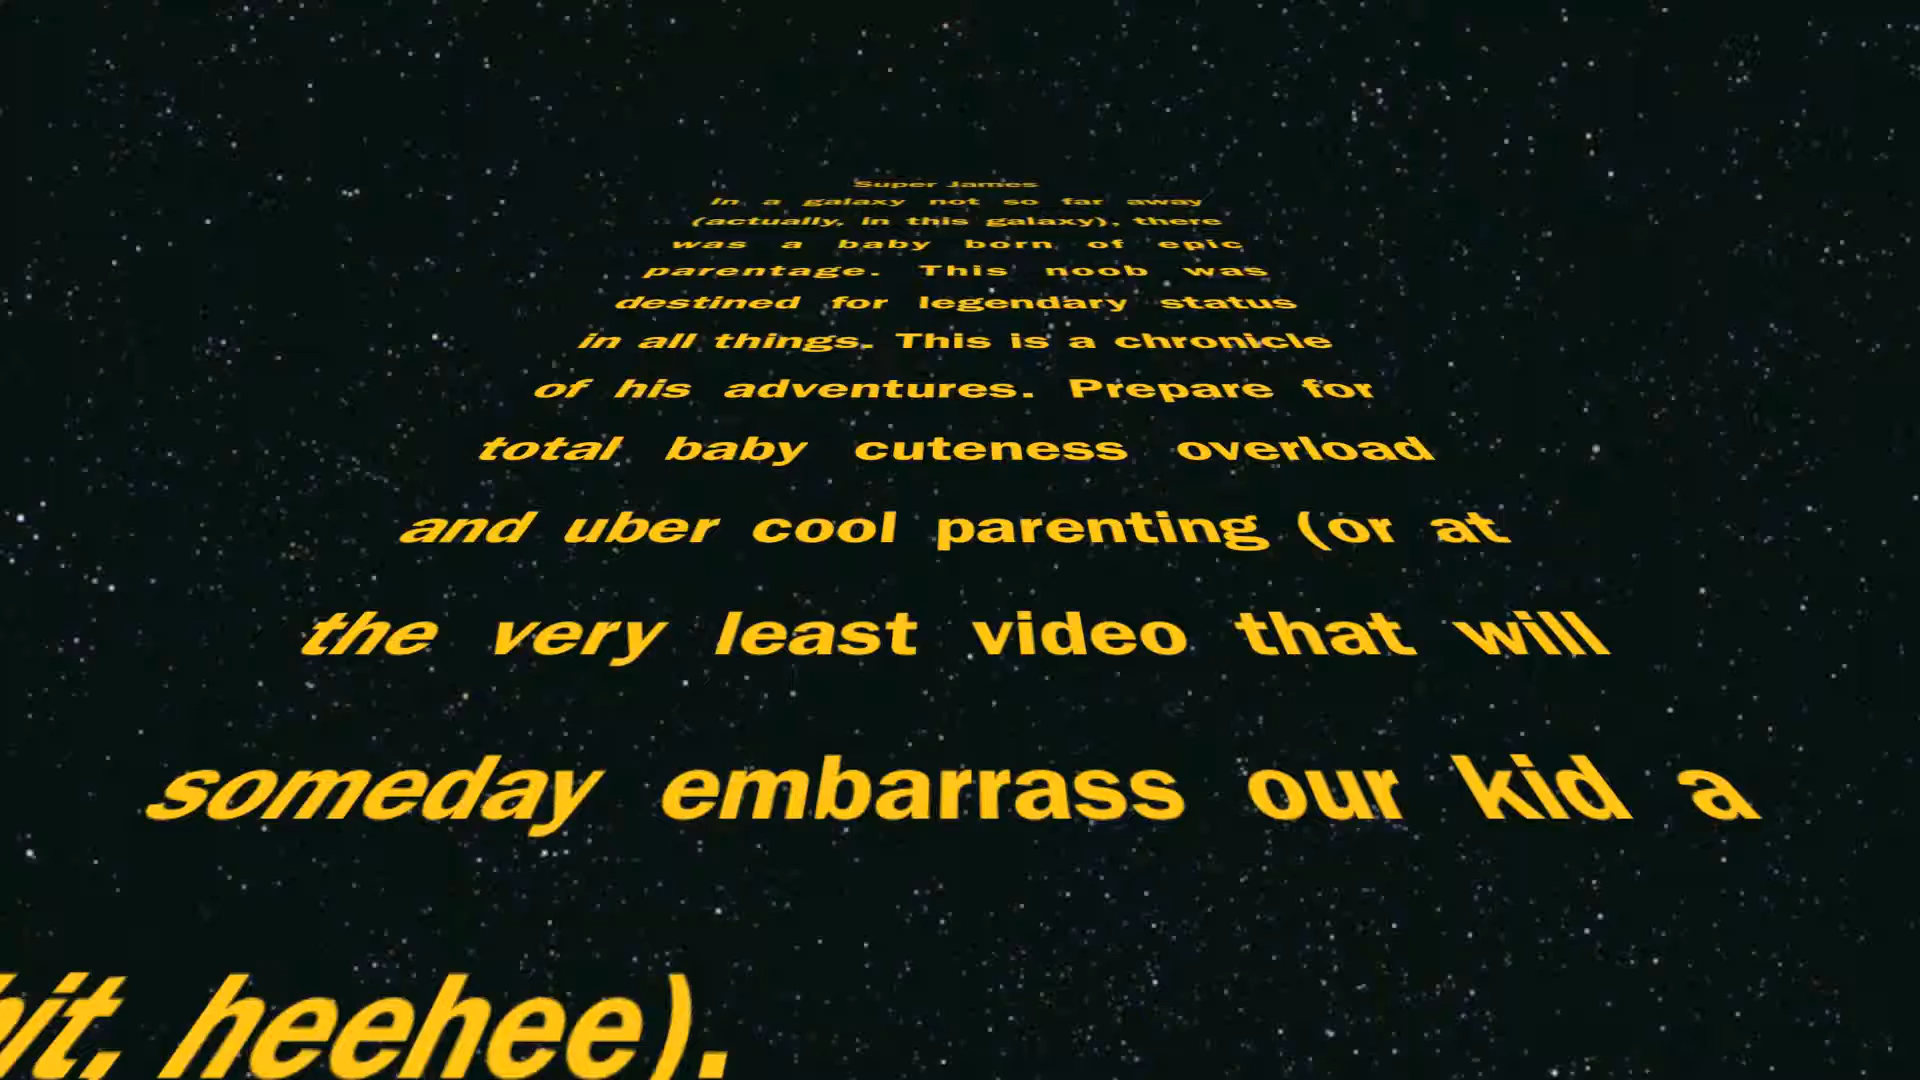 Super James
In a galaxy not so far away
(actually, in this galaxy), there
was a baby born of epic
parentage. This noob was
destined for legendary status
in all things. This is a chronicle
of his adventures. Prepare for
total baby cuteness overload
and uber cool parenting (or at
the very least video that will
someday embarrass our kid a
bit, heehee).